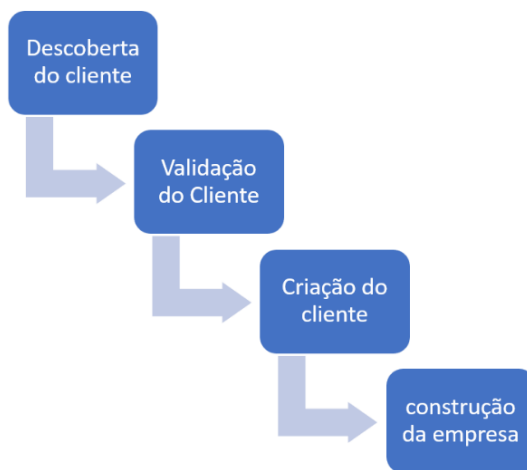 Descoberta
do cliente
Validação
do Cliente
Criação do
cliente
construção
da empresa